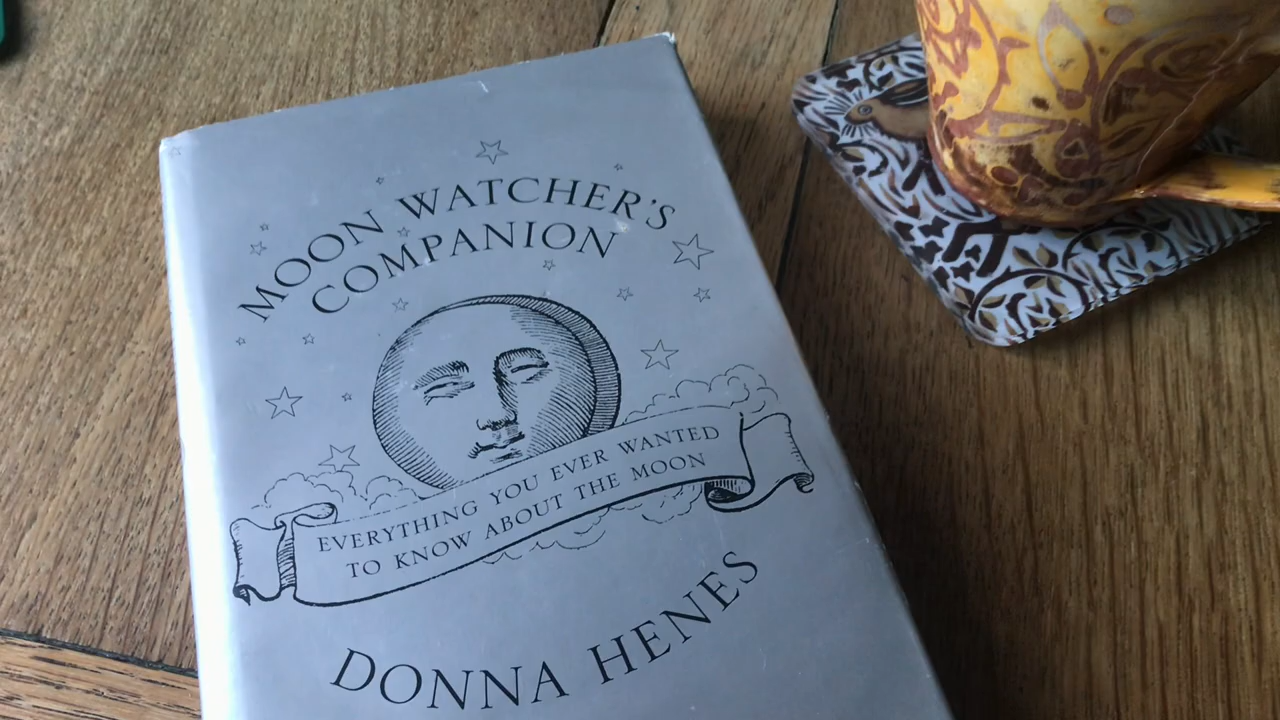 MOON WATCHER'S
COMPANION
EVERYTHING YOU EVER WANTED
TO KNOW ABOUT THE MOON
DONNA HENES